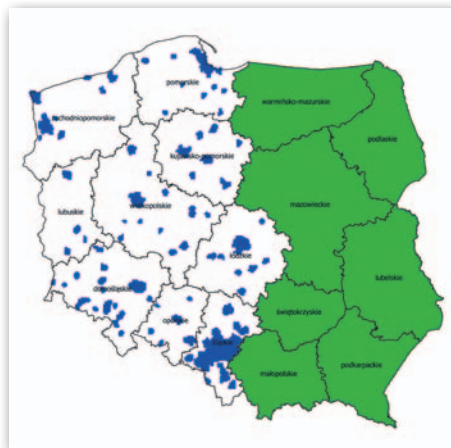 pomorskie
warmińsko-mazurskie
zachodniopomorskie
podlaskie
kujawsko-pomorskie
mazowieckie
lubuskie
wielkopolskie
łódzkie
lubelskie
dolnośląskie
opolskie
świętokrzyskie
śląskie
małopolskie
podkarpackie